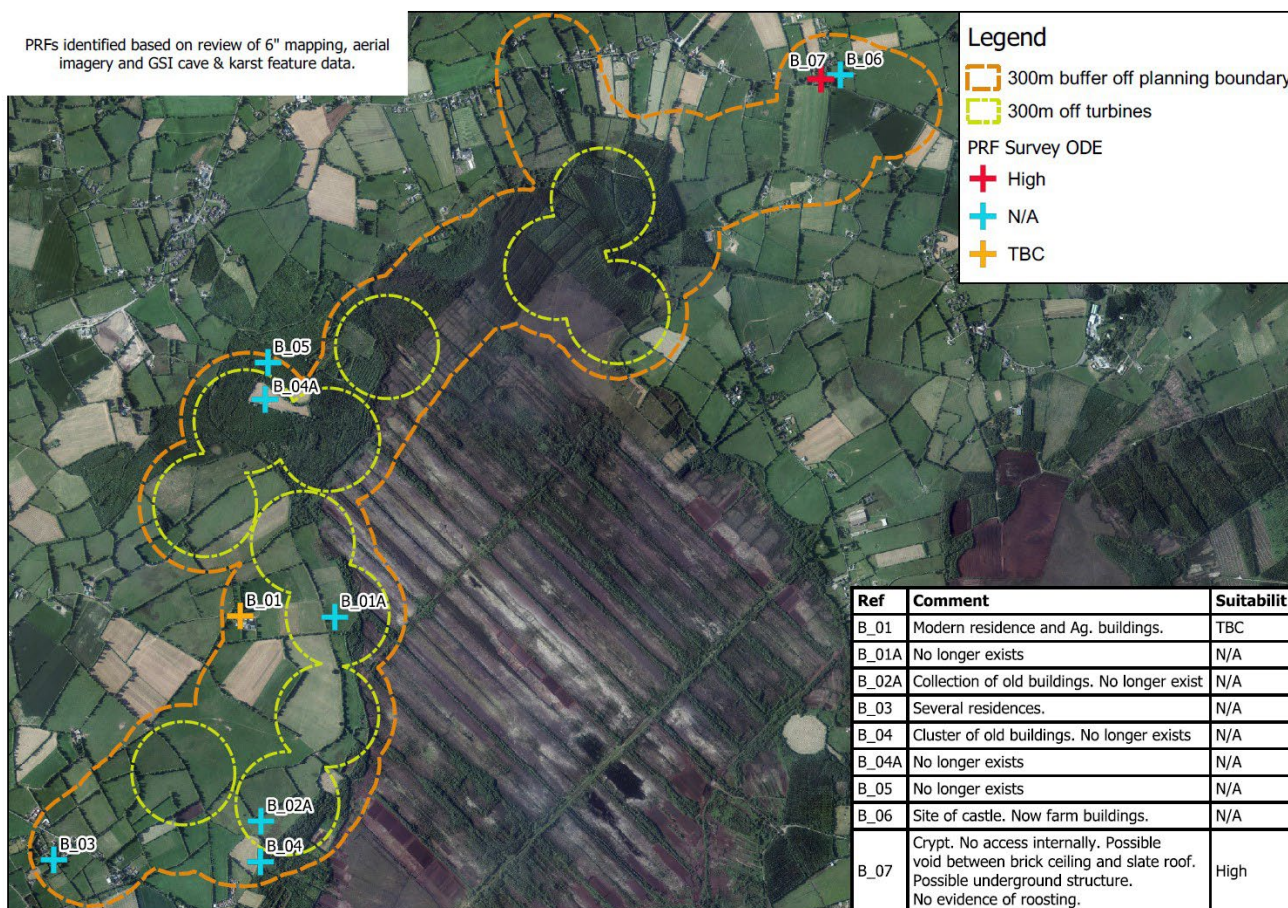 PRFs identified based on review of 6" mapping, aerial
imagery and GSI cave & karst feature data.
B_07
B_06
Legend
300m buffer off planning boundary
300m off turbines
PRF Survey ODE
High
N/A
TBC
B_05
B_04A
B_01
B_01A
B_02A
B_03
B_04
Ref Comment Suitabilit
B_01 Modern residence and Ag. buildings. TBC
B_01A No longer exists N/A
B_02A Collection of old buildings. No longer exist N/A
B_03 Several residences. N/A
B_04 Cluster of old buildings. No longer exists N/A
B_04A No longer exists N/A
B_05 No longer exists N/A
B_06 Site of castle. Now farm buildings. N/A
B_07 Crypt. No access internally. Possible
void between brick ceiling and slate roof.
Possible underground structure.
No evidence of roosting. High